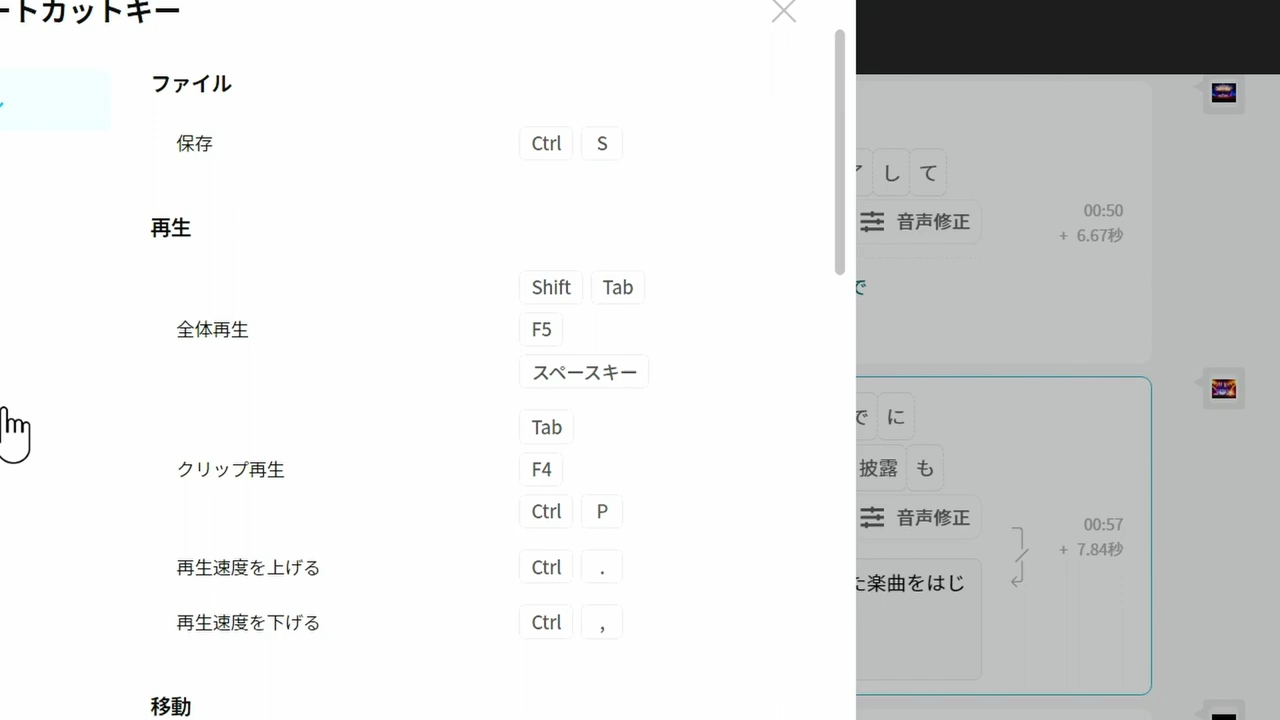 ートカットキー
ファイル
保存 Ctrl S
再生
全体再生 Shift Tab
F5
スペースキー
クリップ再生 Tab
F4
Ctrl P
再生速度を上げる Ctrl .
再生速度を下げる Ctrl ,
移動
して
音声修正
00:50
+ 6.67秒
で
でに
披露も
音声修正
00:57
+ 7.84秒
た楽曲をはじ